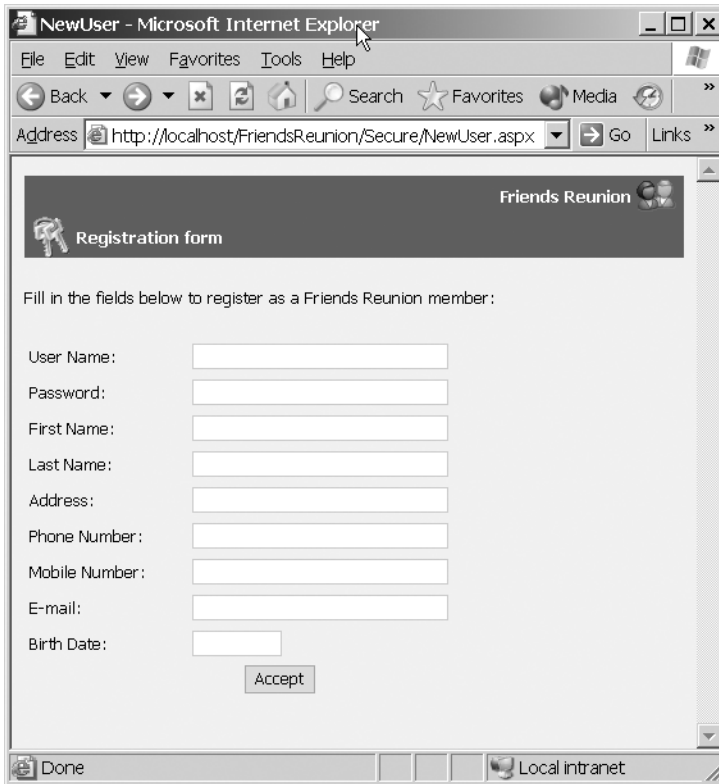 NewUser - Microsoft Internet Explorer
File Edit View Favorites Tools Help
Back Search Favorites Media »
Address http://localhost/FriendsReunion/Secure/NewUser.aspx Go Links »
Friends Reunion
Registration form
Fill in the fields below to register as a Friends Reunion member:
User Name:
Password:
First Name:
Last Name:
Address:
Phone Number:
Mobile Number:
E-mail:
Birth Date:
Accept
Done Local intranet